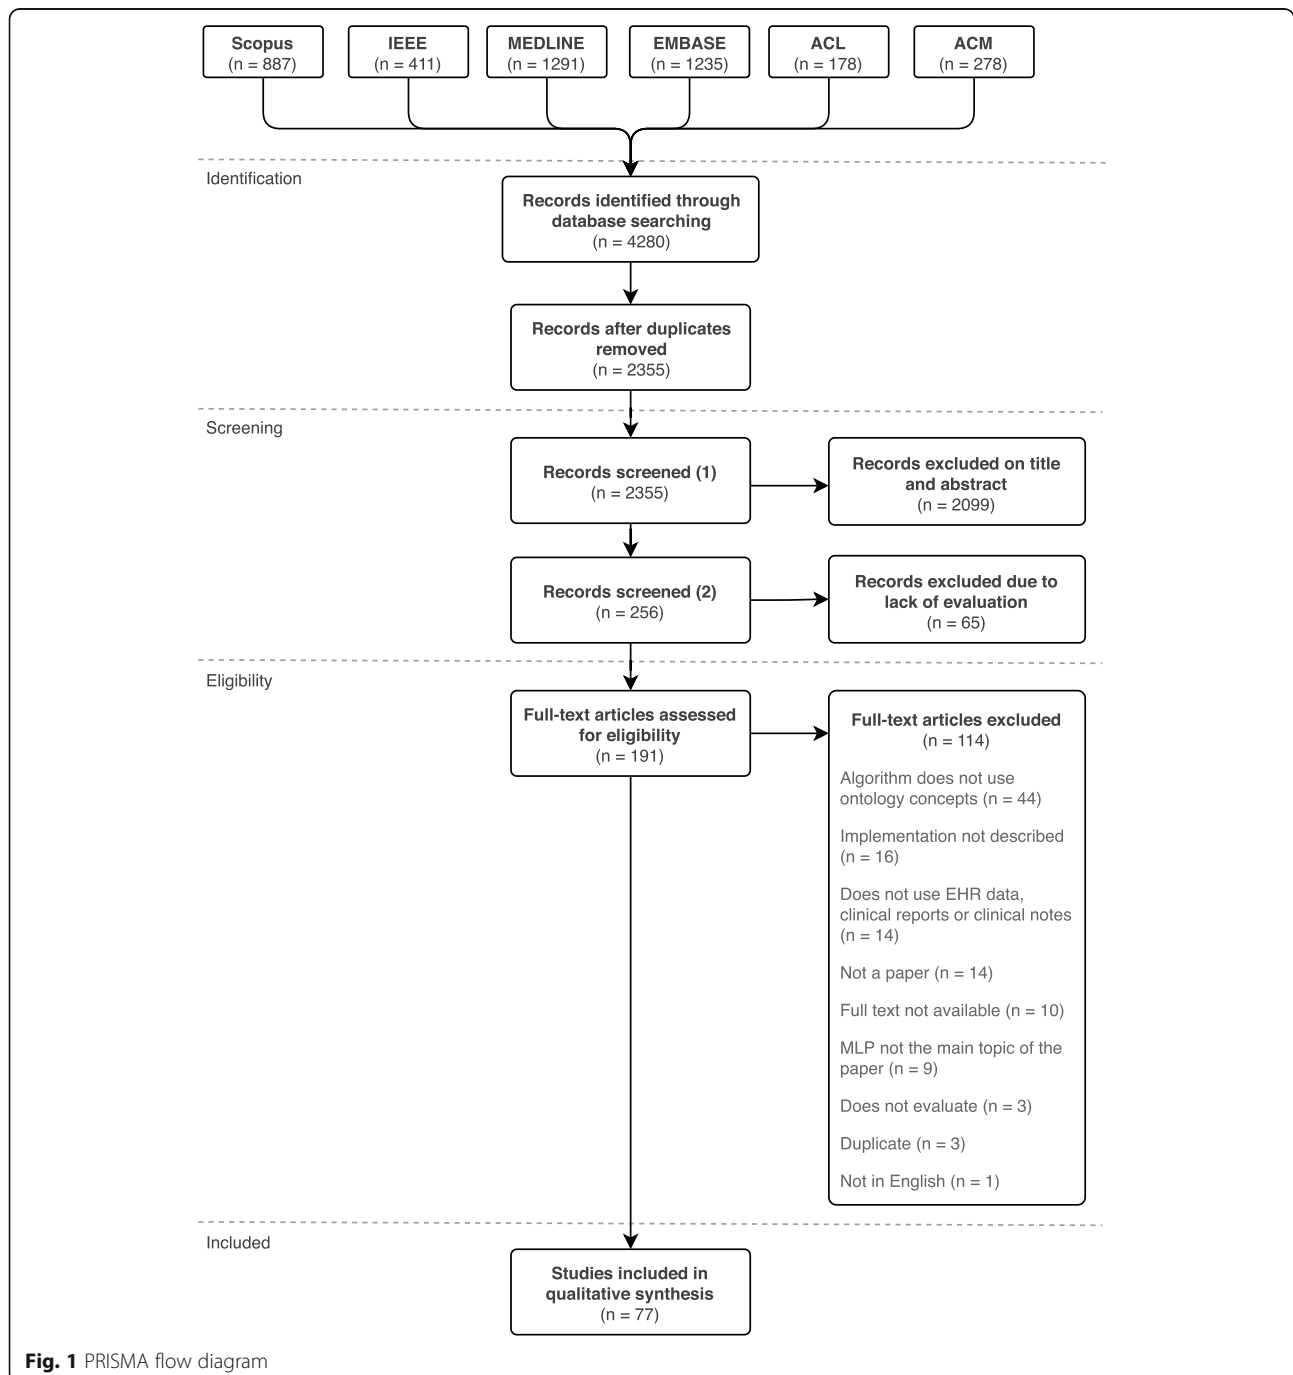 Scopus
(n = 887)
IEEE
(n = 411)
MEDLINE
(n = 1291)
EMBASE
(n = 1235)
ACL
(n = 178)
ACM
(n = 278)
Identification
Records identified through
database searching
(n = 4280)
Records after duplicates
removed
(n = 2355)
Screening
Records screened (1)
(n = 2355)
Records excluded on title
and abstract
(n = 2099)
Records screened (2)
(n = 256)
Records excluded due to
lack of evaluation
(n = 65)
Eligibility
Full-text articles assessed
for eligibility
(n = 191)
Full-text articles excluded
(n = 114)
Algorithm does not use
ontology concepts (n = 44)
Implementation not described
(n = 16)
Does not use EHR data,
clinical reports or clinical notes
(n = 14)
Not a paper (n = 14)
Full text not available (n = 10)
MLP not the main topic of the
paper (n = 9)
Does not evaluate (n = 3)
Duplicate (n = 3)
Not in English (n = 1)
Included
Studies included in
qualitative synthesis
(n = 77)
Fig. 1 PRISMA flow diagram